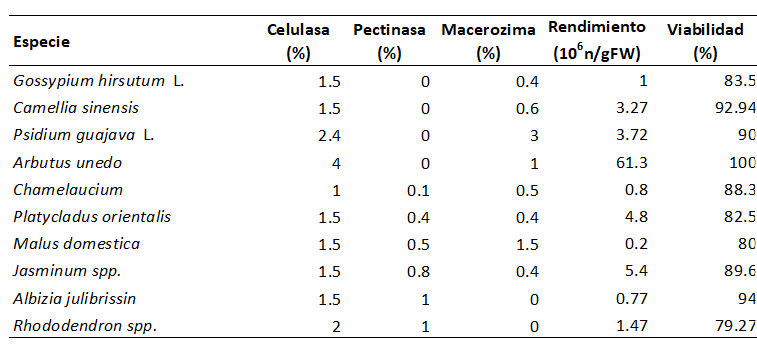 Especie Celulasa (%) Pectinasa (%) Macerozima (%) Rendimiento (10⁶n/gFW) Viabilidad (%)
Gossypium hirsutum L. 1.5 0 0.4 1 83.5
Camellia sinensis 1.5 0 0.6 3.27 92.94
Psidium guajava L. 2.4 0 3 3.72 90
Arbutus unedo 4 0 1 61.3 100
Chamelaucium 1 0.1 0.5 0.8 88.3
Platycladus orientalis 1.5 0.4 0.4 4.8 82.5
Malus domestica 1.5 0.5 1.5 0.2 80
Jasminum spp. 1.5 0.8 0.4 5.4 89.6
Albizia julibrissin 1.5 1 0 0.77 94
Rhododendron spp. 2 1 0 1.47 79.27